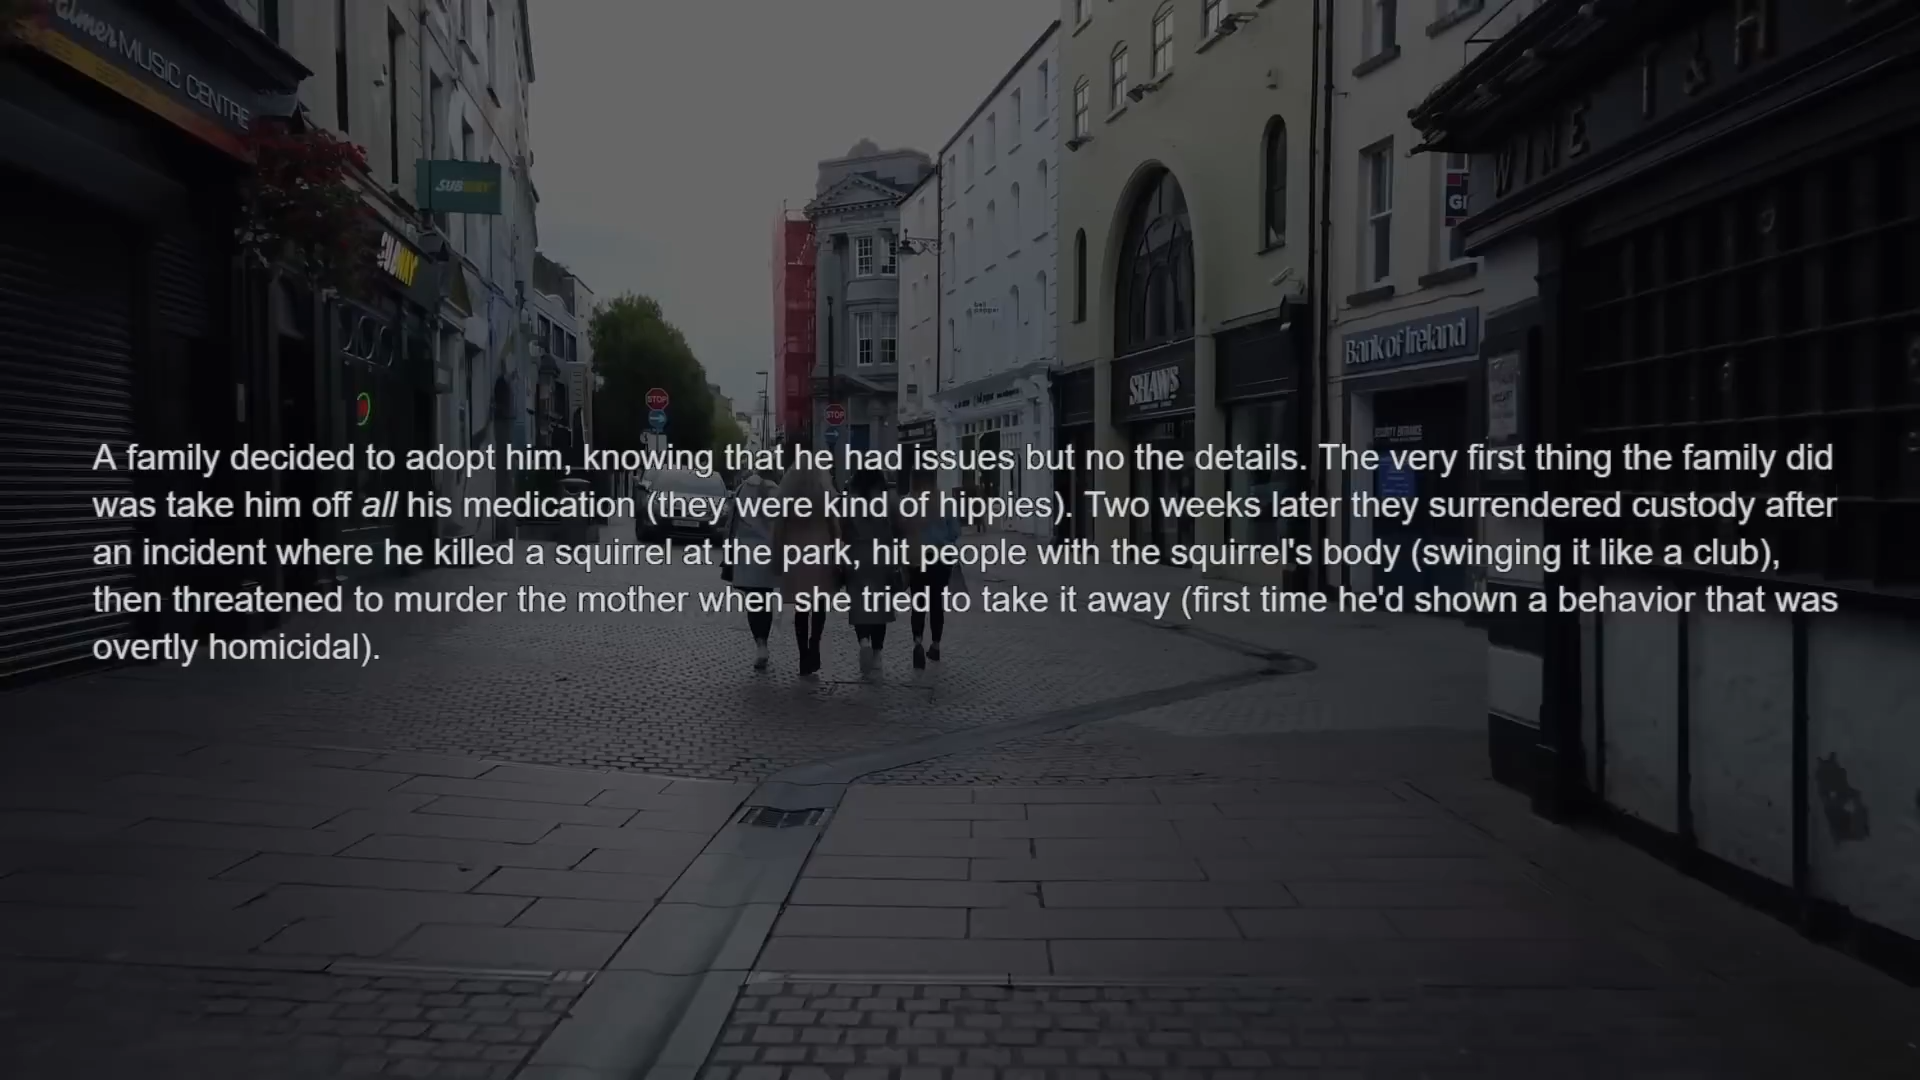 Palmer MUSIC CENTRE
SUBWAY
SUBWAY
WINE T & H
GI
Bank of Ireland
SHAWS
STOP
STOP
A family decided to adopt him, knowing that he had issues but no the details. The very first thing the family did
was take him off all his medication (they were kind of hippies). Two weeks later they surrendered custody after
an incident where he killed a squirrel at the park, hit people with the squirrel's body (swinging it like a club),
then threatened to murder the mother when she tried to take it away (first time he'd shown a behavior that was
overtly homicidal).